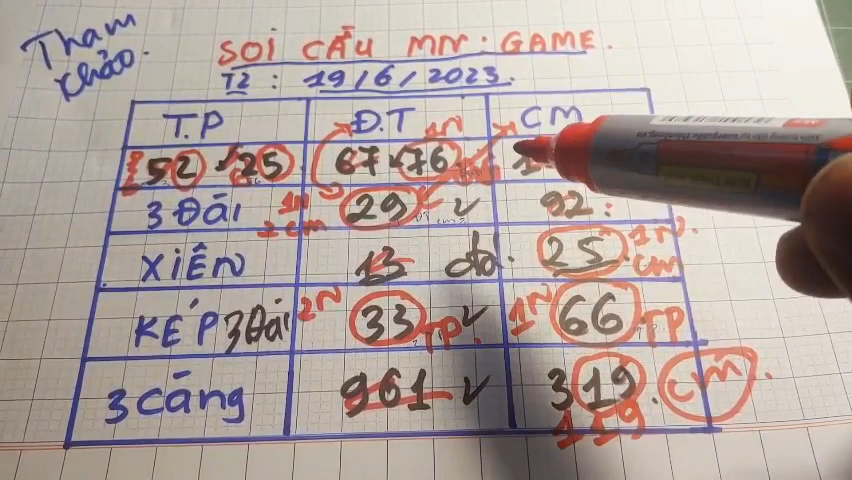 Tham
khảo.
SOI CẦU MN. GAME.
T2 : 19/6/2023.
T.P Đ.T CM
52 25 67 76 1N
3 Đài 1N 29 92 :
2 cm
XIÊN 13 đá. 25 1N.
cm
KÉP 3 Đài 2N 33 TP. 1N 66 TP
3 Càng 961 319. cm.
119